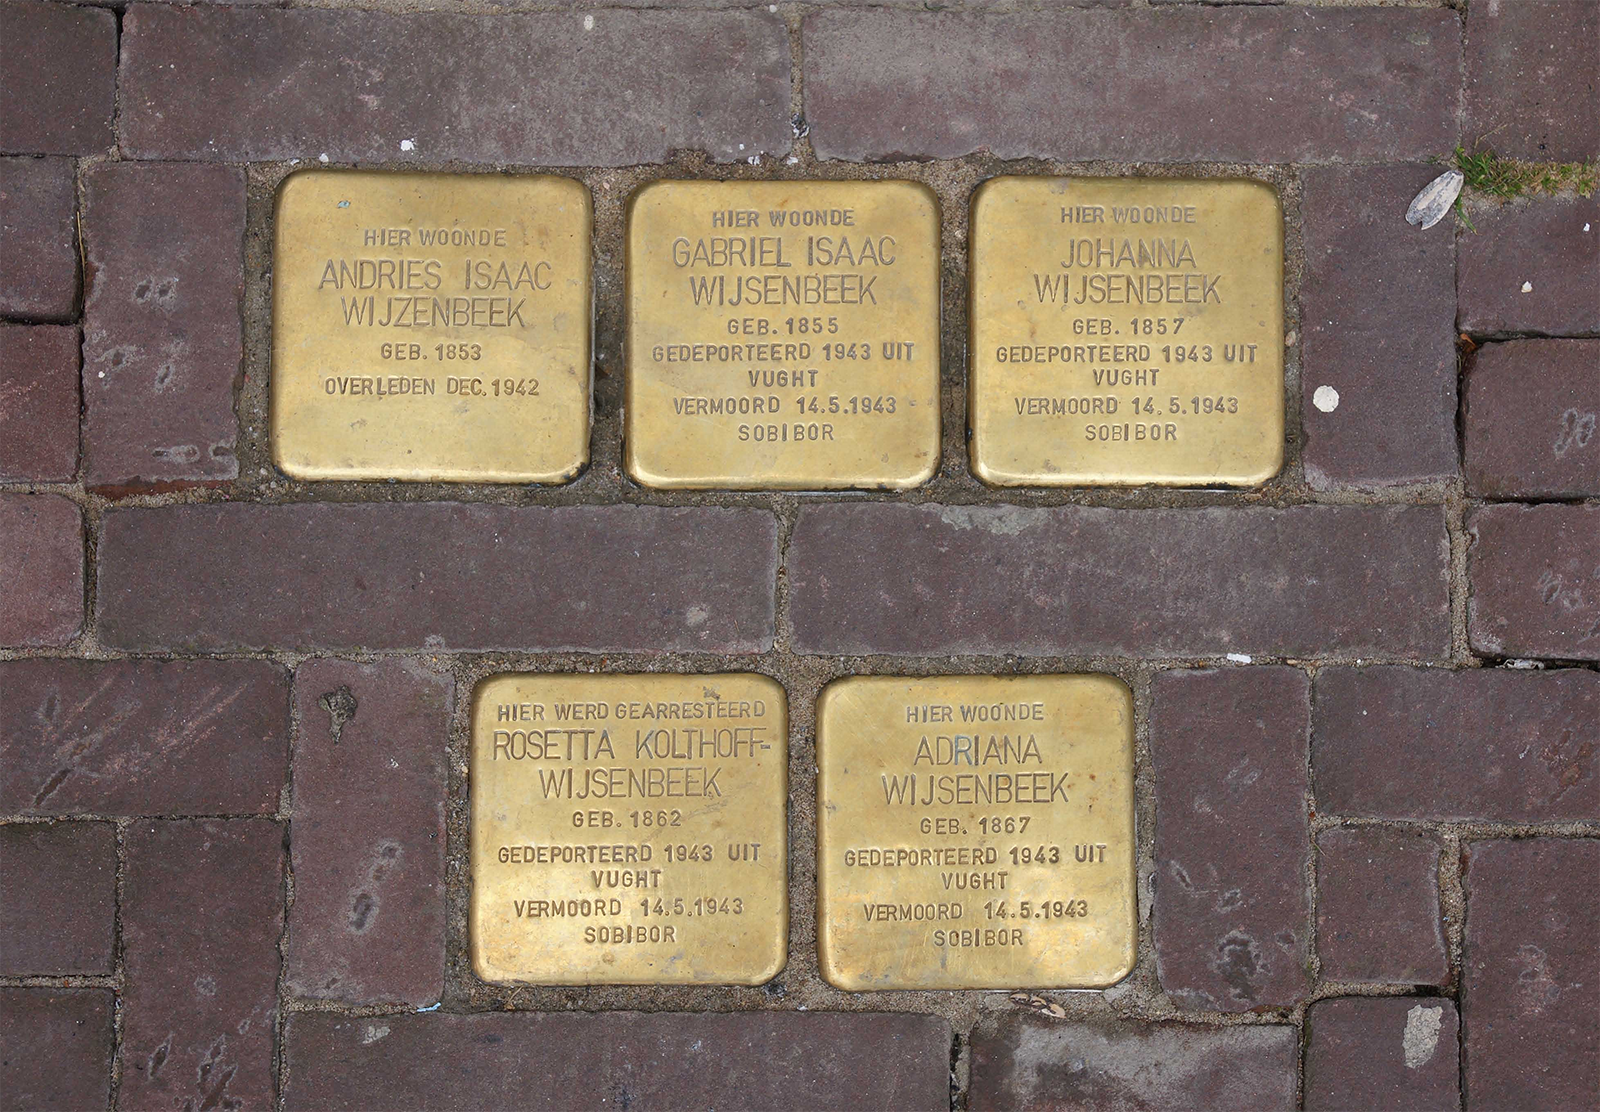 HIER WOONDE
ANDRIES ISAAC
WIJZENBEEK
GEB. 1853
OVERLEDEN DEC. 1942
HIER WOONDE
GABRIEL ISAAC
WIJSENBEEK
GEB. 1855
GEDEPORTEERD 1943 UIT
VUGHT
VERMOORD 14.5.1943
SOBIBOR
HIER WOONDE
JOHANNA
WIJSENBEEK
GEB. 1857
GEDEPORTEERD 1943 UIT
VUGHT
VERMOORD 14.5.1943
SOBIBOR
HIER WERD GEARRESTEERD
ROSETTA KOLTHOFF-
WIJSENBEEK
GEB. 1862
GEDEPORTEERD 1943 UIT
VUGHT
VERMOORD 14.5.1943
SOBIBOR
HIER WOONDE
ADRIANA
WIJSENBEEK
GEB. 1867
GEDEPORTEERD 1943 UIT
VUGHT
VERMOORD 14.5.1943
SOBIBOR